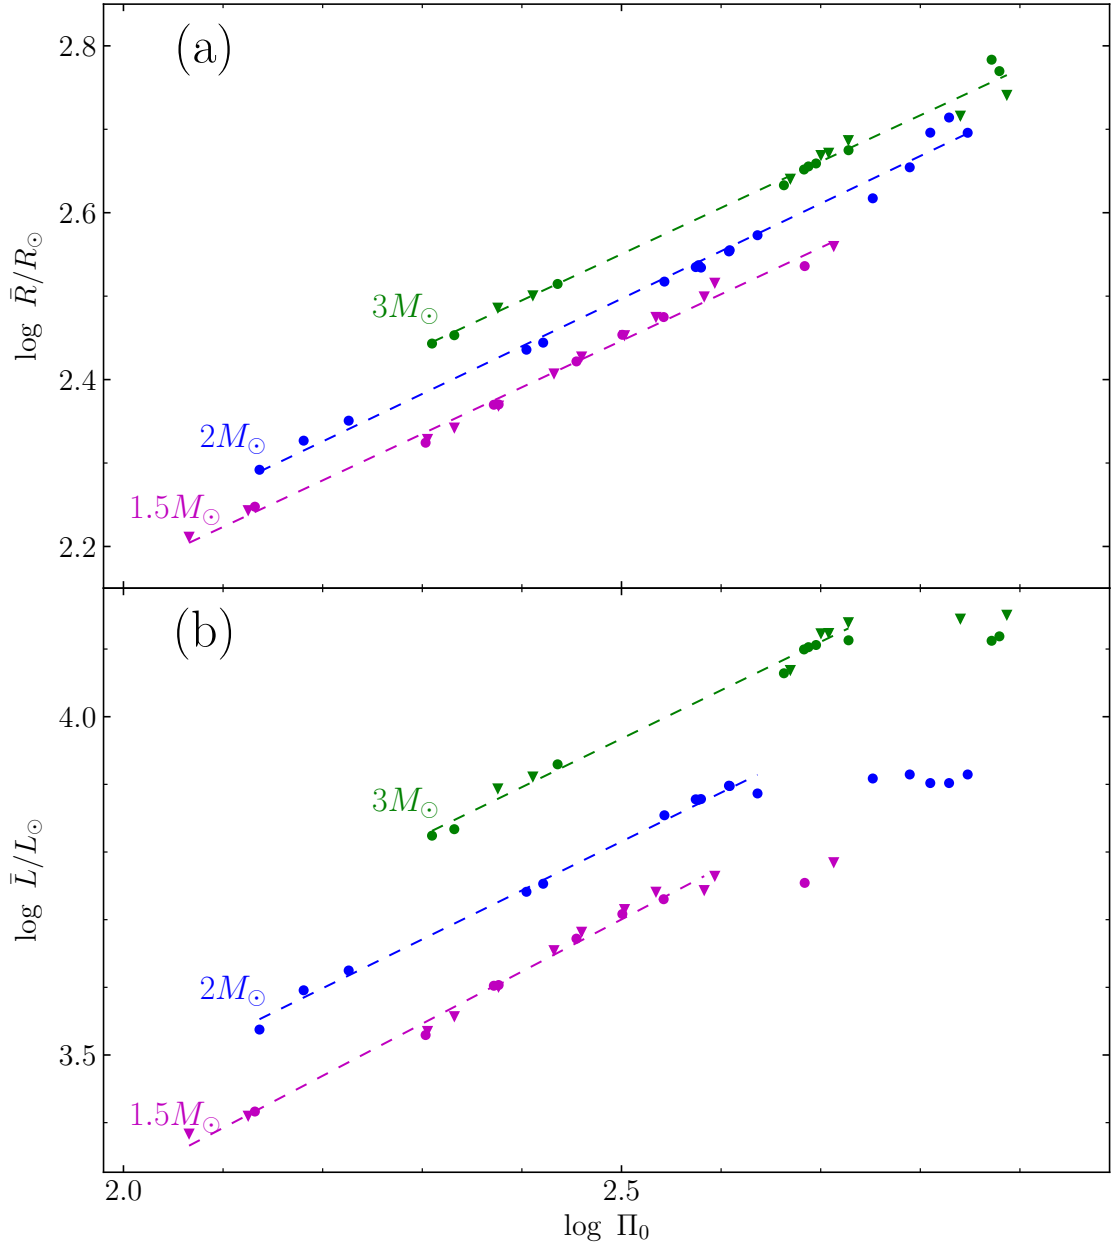 (a)
2.8
2.6
2.4
2.2
log R̄/R⊙
3M⊙
2M⊙
1.5M⊙
(b)
4.0
3.5
log L̄/L⊙
3M⊙
2M⊙
1.5M⊙
2.0
2.5
log Π₀